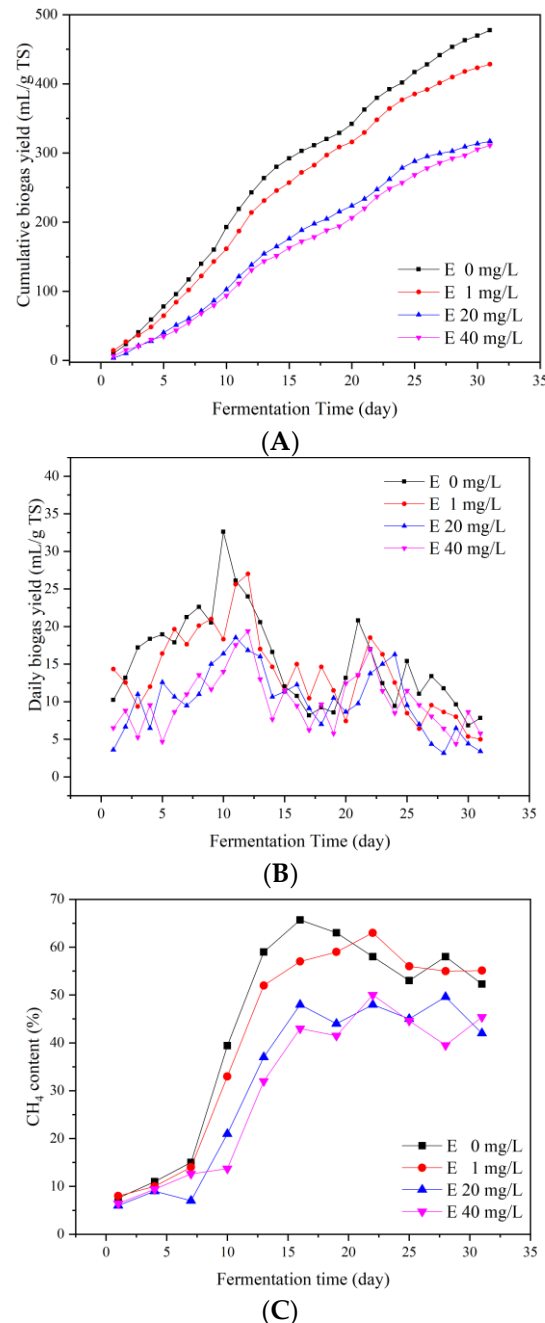 500
400
300
200
100
0
Cumulative biogas yield (mL/g TS)
E 0 mg/L
E 1 mg/L
E 20 mg/L
E 40 mg/L
0 5 10 15 20 25 30 35
Fermentation Time (day)
(A)
40
35
30
25
20
15
10
5
0
Daily biogas yield (mL/g TS)
E 0 mg/L
E 1 mg/L
E 20 mg/L
E 40 mg/L
0 5 10 15 20 25 30 35
Fermentation Time (day)
(B)
70
60
50
40
30
20
10
0
CH₄ content (%)
E 0 mg/L
E 1 mg/L
E 20 mg/L
E 40 mg/L
0 5 10 15 20 25 30 35
Fermentation time (day)
(C)